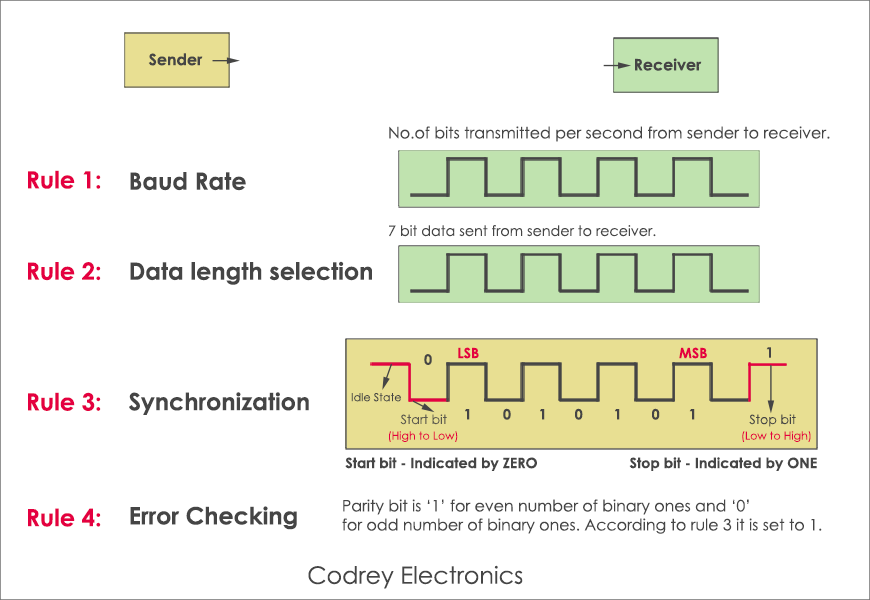 Sender
Receiver
No.of bits transmitted per second from sender to receiver.
Rule 1: Baud Rate
7 bit data sent from sender to receiver.
Rule 2: Data length selection
0 LSB MSB 1
Rule 3: Synchronization
Idle State
1 0 1 0 1 0 1
Start bit
(High to Low)
Stop bit
(Low to High)
Start bit - Indicated by ZERO
Stop bit - Indicated by ONE
Rule 4: Error Checking
Parity bit is ‘1’ for even number of binary ones and ‘0’
for odd number of binary ones. According to rule 3 it is set to 1.
Codrey Electronics